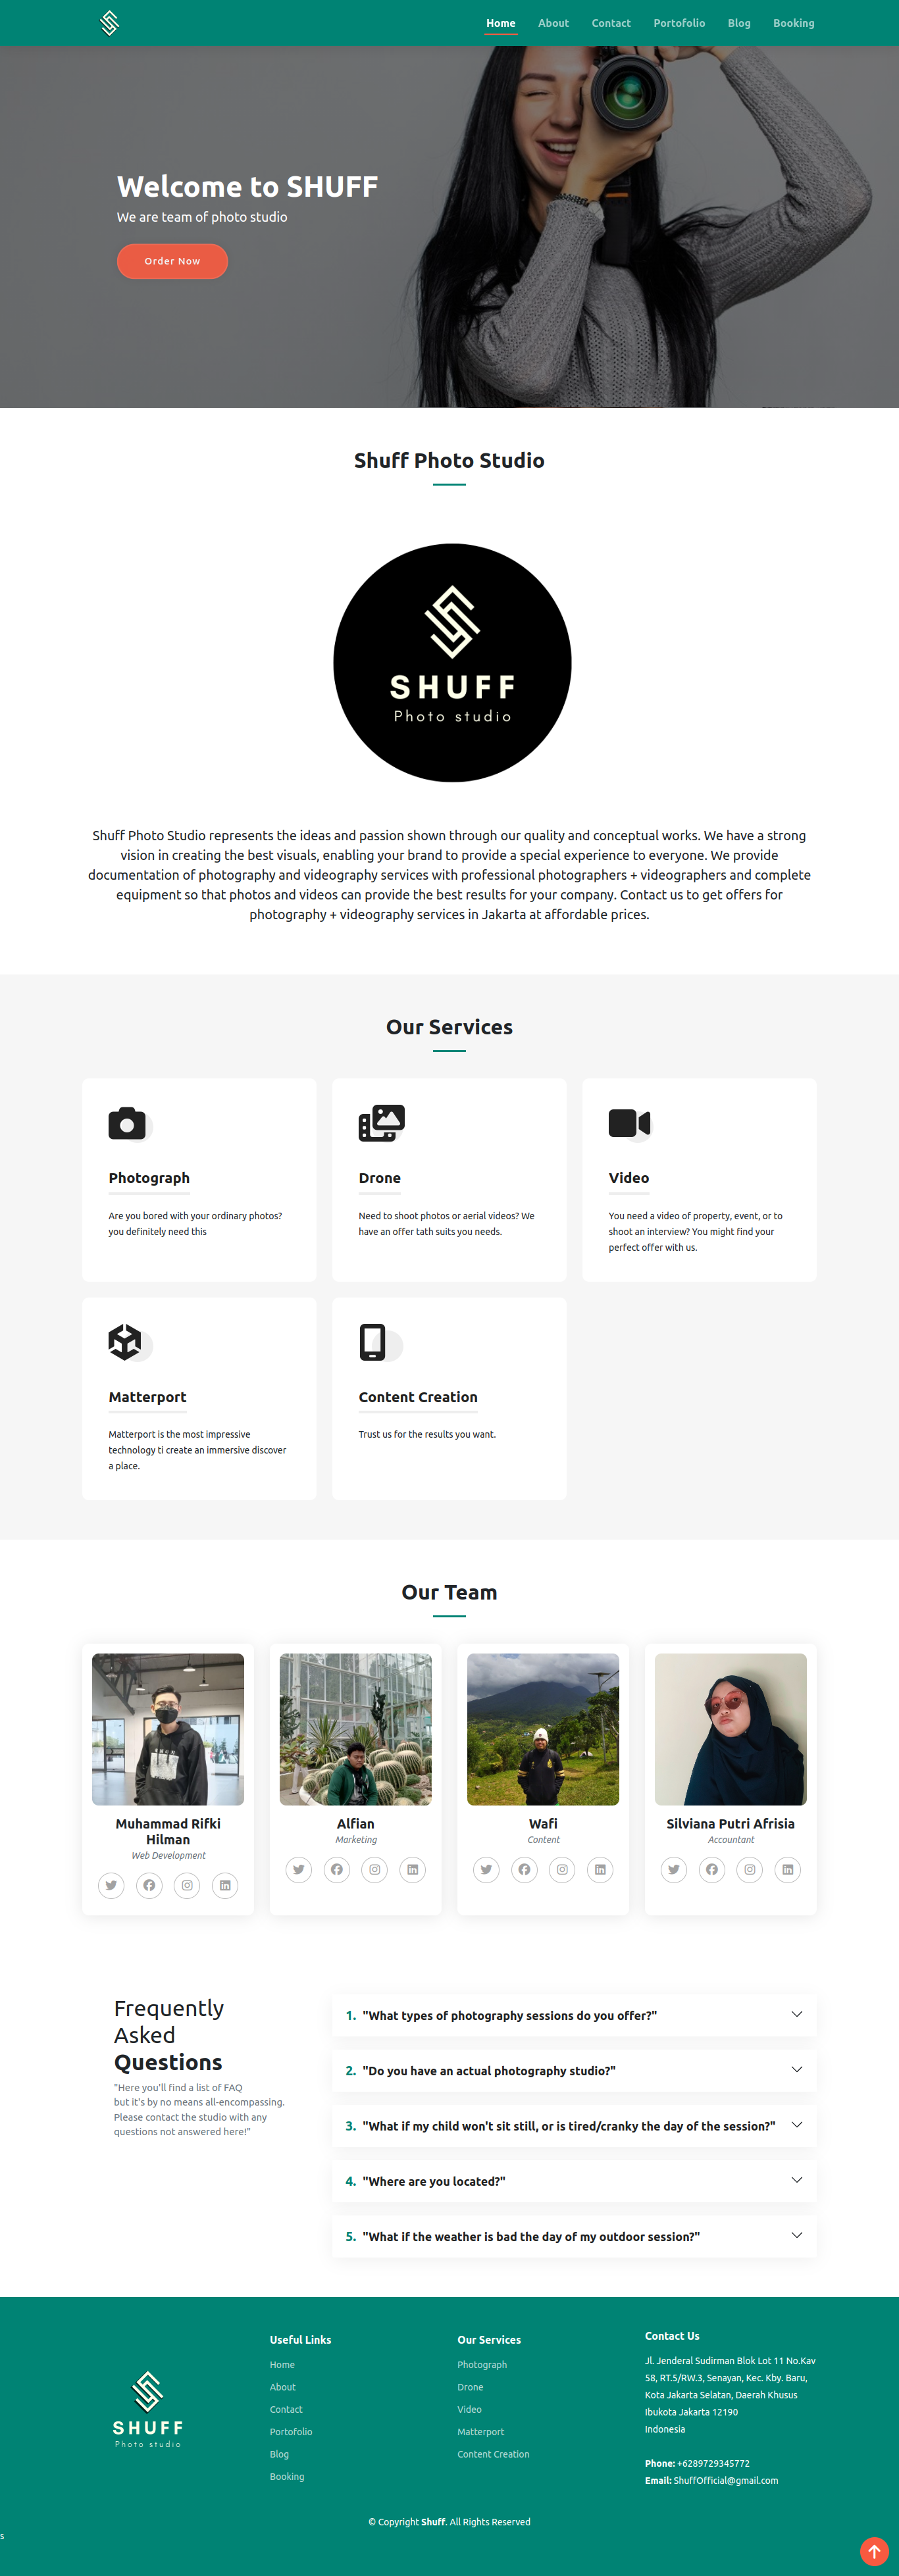 Home About Contact Portofolio Blog Booking
Welcome to SHUFF
We are team of photo studio
Order Now
Shuff Photo Studio
SHUFF
Photo studio
Shuff Photo Studio represents the ideas and passion shown through our quality and conceptual works. We have a strong
vision in creating the best visuals, enabling your brand to provide a special experience to everyone. We provide
documentation of photography and videography services with professional photographers + videographers and complete
equipment so that photos and videos can provide the best results for your company. Contact us to get offers for
photography + videography services in Jakarta at affordable prices.
Our Services
Photograph
Are you bored with your ordinary photos?
you definitely need this
Drone
Need to shoot photos or aerial videos? We
have an offer tath suits you needs.
Video
You need a video of property, event, or to
shoot an interview? You might find your
perfect offer with us.
Matterport
Matterport is the most impressive
technology ti create an immersive discover
a place.
Content Creation
Trust us for the results you want.
Our Team
Muhammad Rifki
Hilman
Web Development
Alfian
Marketing
Wafi
Content
Silviana Putri Afrisia
Accountant
Frequently
Asked
Questions
"Here you'll find a list of FAQ
but it's by no means all-encompassing.
Please contact the studio with any
questions not answered here!"
1. "What types of photography sessions do you offer?"
2. "Do you have an actual photography studio?"
3. "What if my child won't sit still, or is tired/cranky the day of the session?"
4. "Where are you located?"
5. "What if the weather is bad the day of my outdoor session?"
SHUFF
Photo studio
Useful Links
Home
About
Contact
Portofolio
Blog
Booking
Our Services
Photograph
Drone
Video
Matterport
Content Creation
Contact Us
Jl. Jenderal Sudirman Blok Lot 11 No.Kav
58, RT.5/RW.3, Senayan, Kec. Kby. Baru,
Kota Jakarta Selatan, Daerah Khusus
Ibukota Jakarta 12190
Indonesia
Phone: +6289729345772
Email: ShuffOfficial@gmail.com
© Copyright Shuff. All Rights Reserved
s